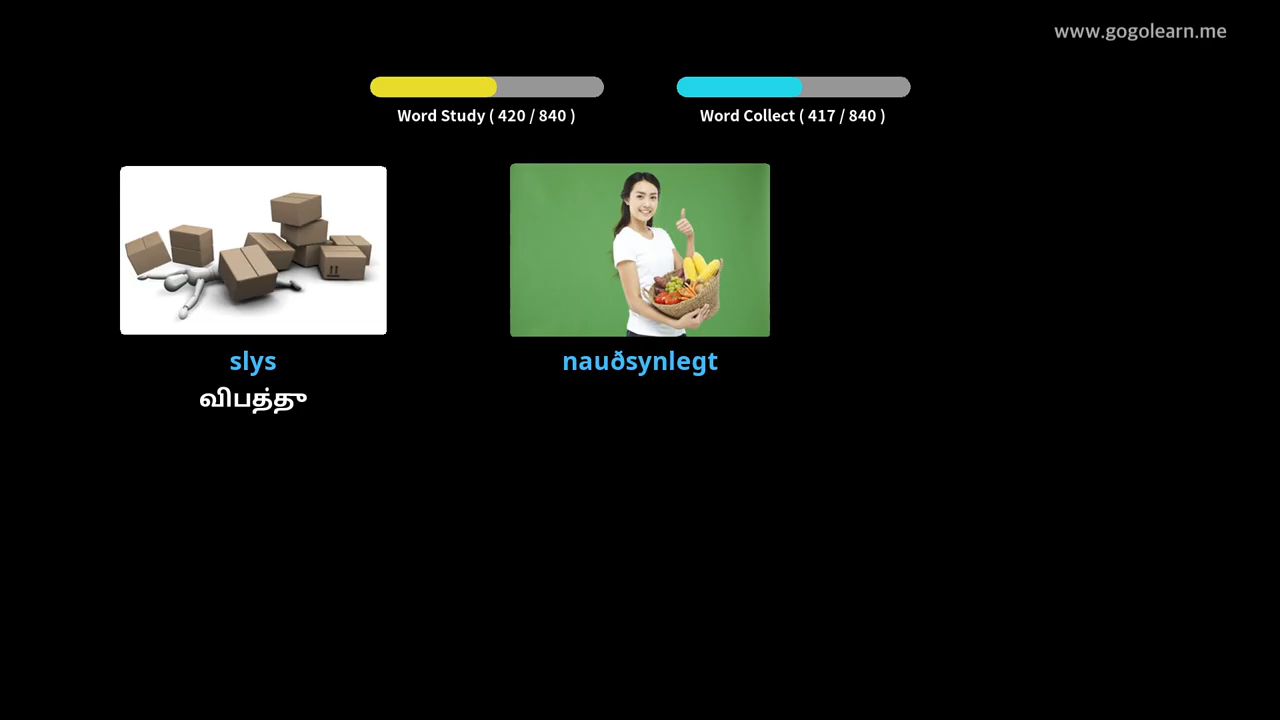 www.gogolearn.me
Word Study ( 420 / 840 )
Word Collect ( 417 / 840 )
slys
விபத்து
nauðsynlegt